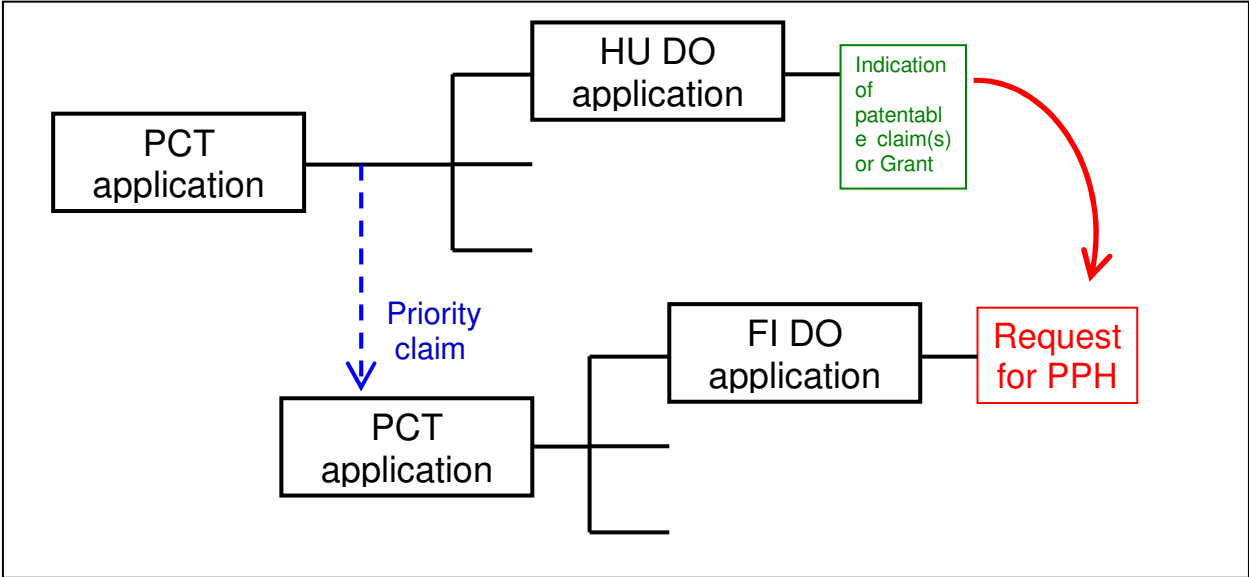 HU DO
application
Indication
of
patentabl
e claim(s)
or Grant
PCT
application
Priority
claim
FI DO
application
Request
for PPH
PCT
application